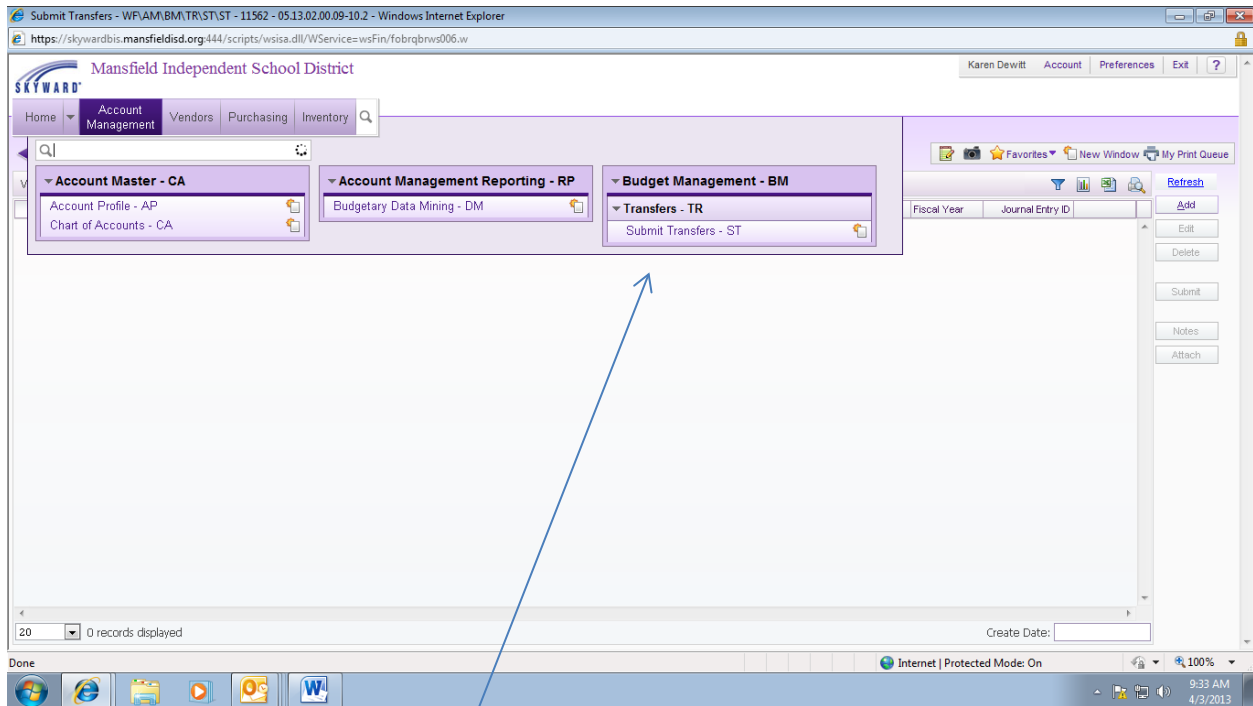 Submit Transfers - WF\AM\BM\TR\ST\ST - 11562 - 05.13.02.00.09-10.2 - Windows Internet Explorer
https://skywardbis.mansfieldisd.org:444/scripts/wsisa.dll/WService=wsFin/fobrqbrws006.w
SKYWARD
Mansfield Independent School District
Karen Dewitt Account Preferences Exit ?
Home Account Management Vendors Purchasing Inventory
Favorites New Window My Print Queue
Account Master - CA
Account Profile - AP
Chart of Accounts - CA
Account Management Reporting - RP
Budgetary Data Mining - DM
Budget Management - BM
Transfers - TR
Submit Transfers - ST
Fiscal Year Journal Entry ID
Refresh
Add
Edit
Delete
Submit
Notes
Attach
20 0 records displayed
Create Date:
Done
Internet | Protected Mode: On
100%
9:33 AM
4/3/2013